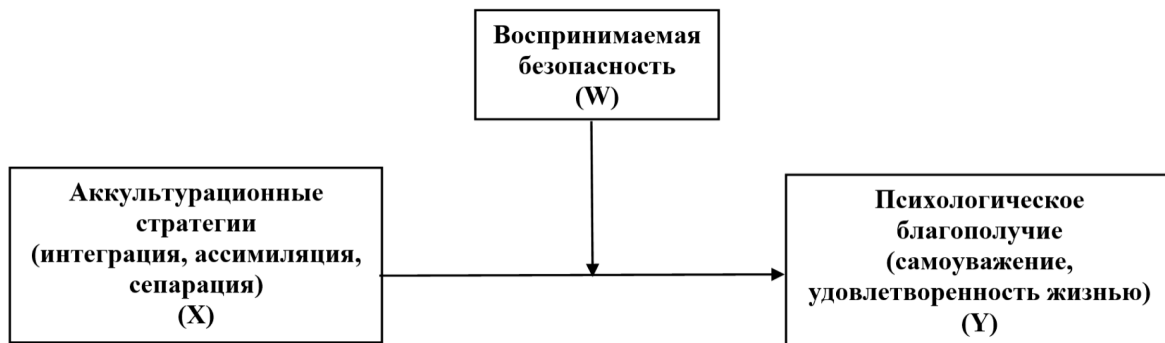 Воспринимаемая
безопасность
(W)
Аккультурационные
стратегии
(интеграция, ассимиляция,
сепарация)
(X)
Психологическое
благополучие
(самоуважение,
удовлетворенность жизнью)
(Y)